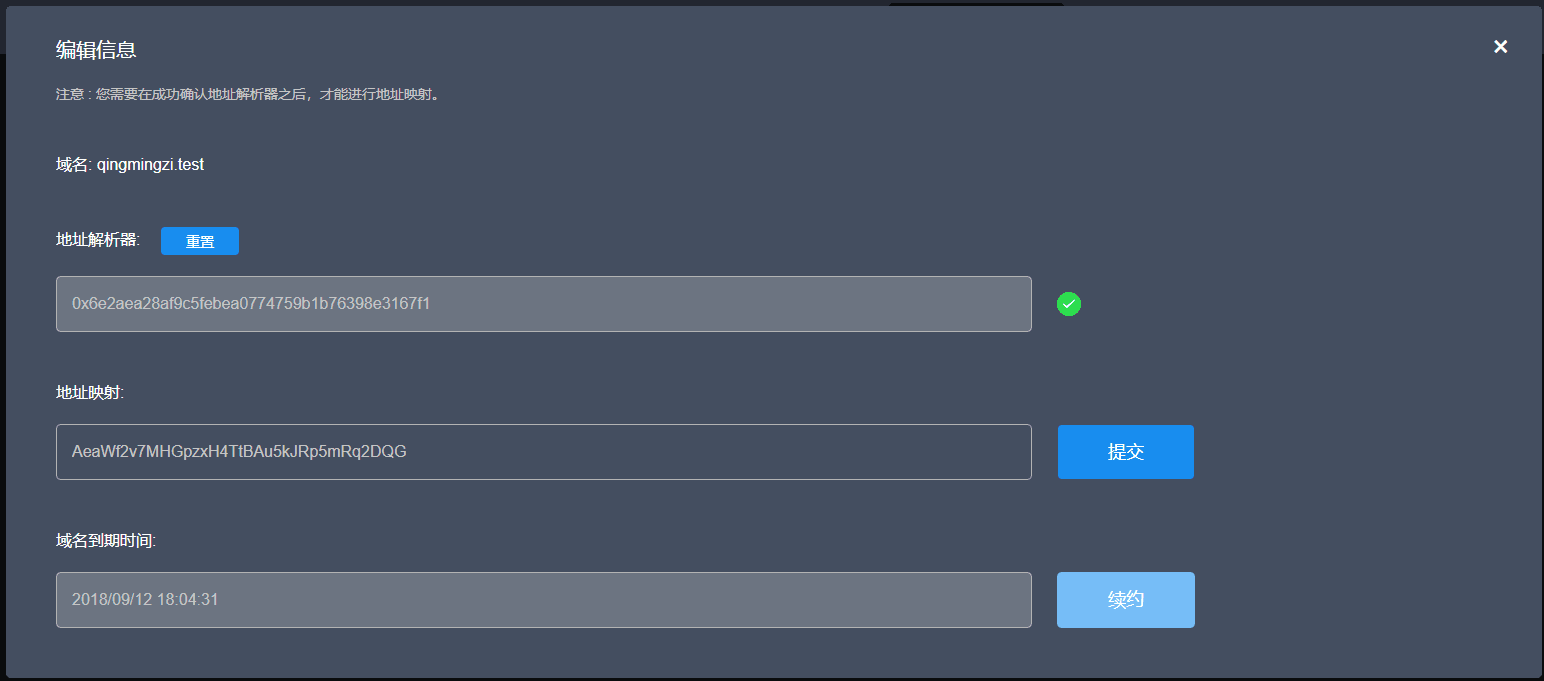 编辑信息
注意 : 您需要在成功确认地址解析器之后，才能进行地址映射。
域名: qingmingzi.test
地址解析器: 重置
0x6e2aea28af9c5febea0774759b1b76398e3167f1
地址映射:
AeaWf2v7MHGpzxH4TtBAu5kJRp5mRq2DQG 提交
域名到期时间:
2018/09/12 18:04:31 续约